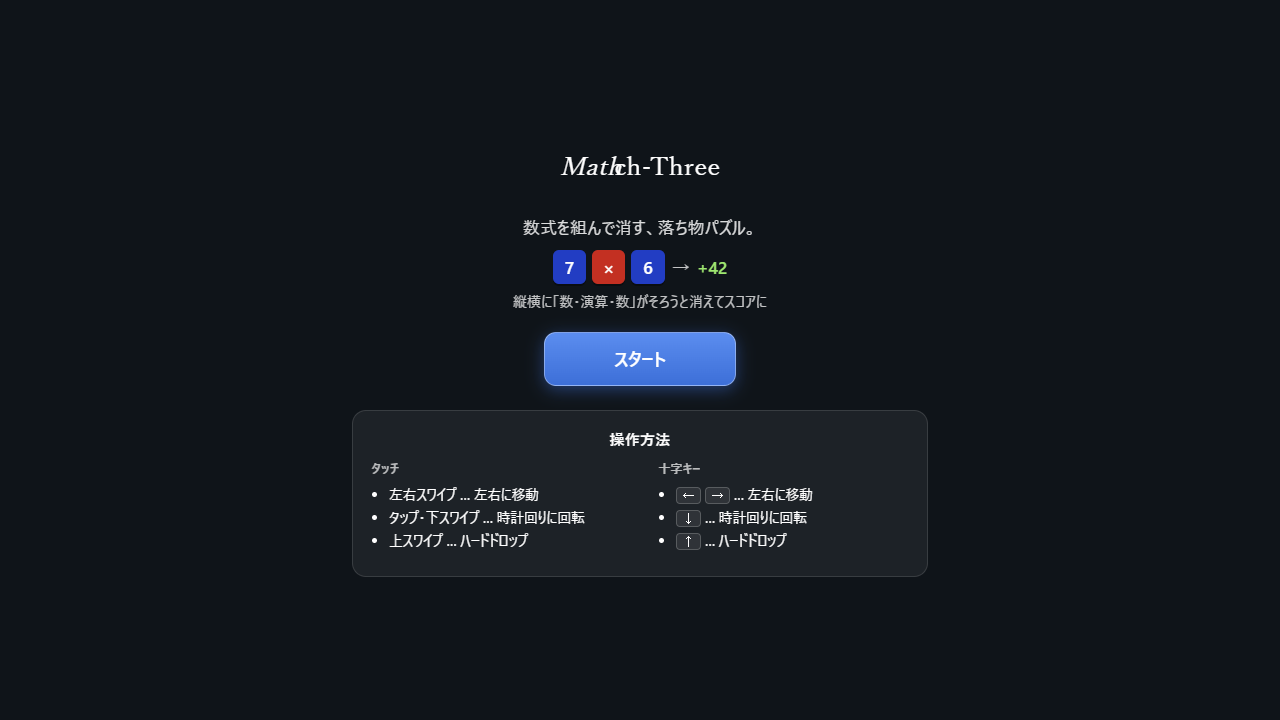 Mathch-Three
数式を組んで消す、落ち物パズル。
7 × 6 → +42
縦横に「数・演算・数」がそろうと消えてスコアに
スタート
操作方法
タッチ
• 左右スワイプ … 左右に移動
• タップ・下スワイプ … 時計回りに回転
• 上スワイプ … ハードドロップ
十字キー
• ← → … 左右に移動
• ↓ … 時計回りに回転
• ↑ … ハードドロップ